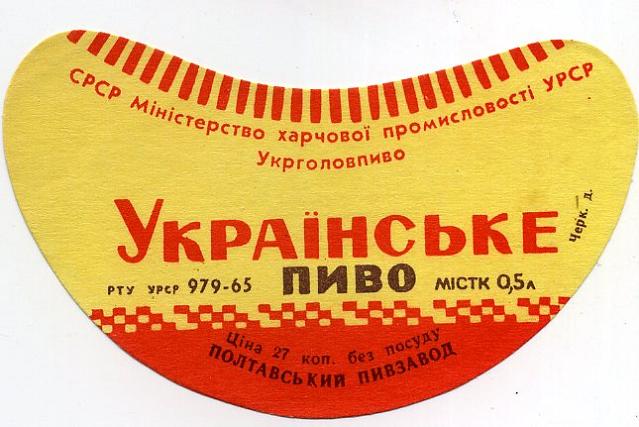 СРСР Міністерство харчової промисловості УРСР
Укрголовпиво
Українське
Черк. д.
РТУ УРСР 979-65 ПИВО МІСТК 0,5л
Ціна 27 коп. без посуду
ПОЛТАВСЬКИЙ ПИВЗАВОД